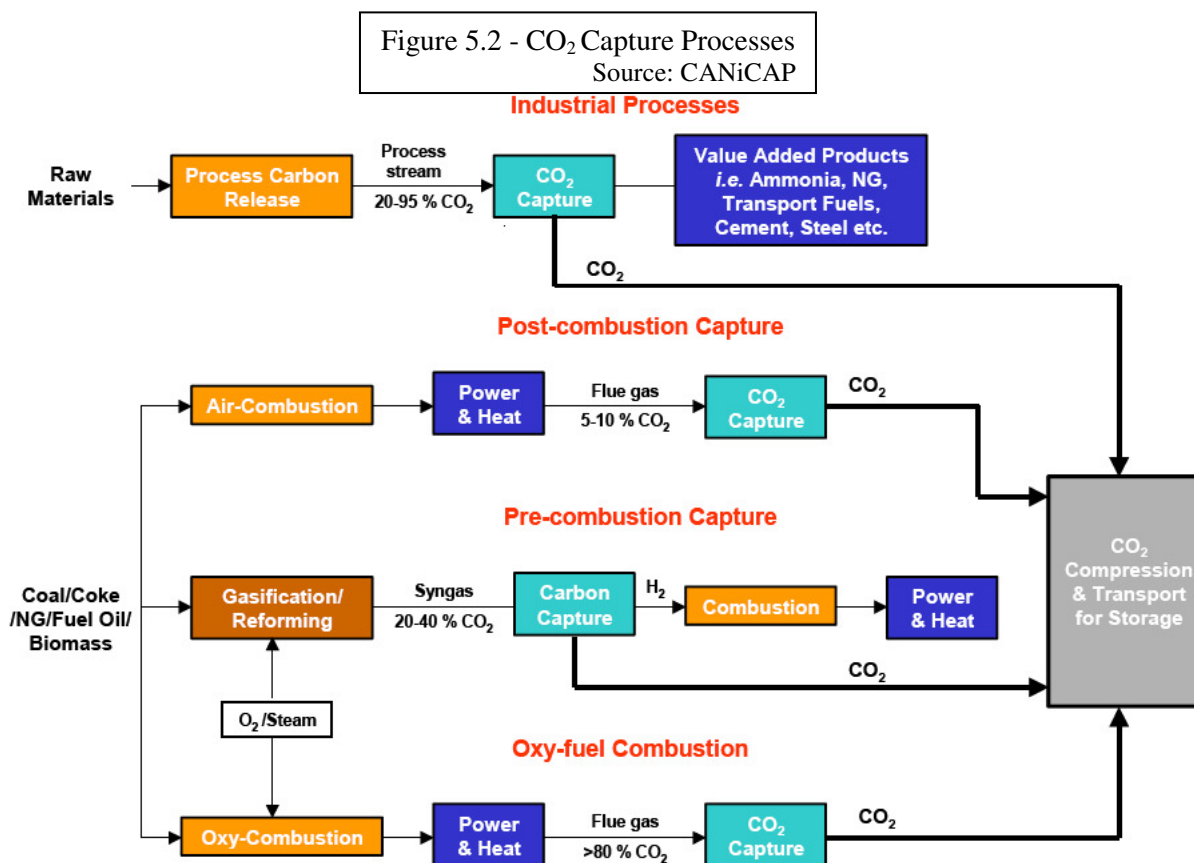 Figure 5.2 - CO₂ Capture Processes
Source: CANiCAP
Industrial Processes
Raw
Materials
Process Carbon
Release
Process
stream
20-95 % CO₂
CO₂
Capture
Value Added Products
i.e. Ammonia, NG,
Transport Fuels,
Cement, Steel etc.
CO₂
Post-combustion Capture
Air-Combustion
Power
& Heat
Flue gas
5-10 % CO₂
CO₂
Capture
CO₂
Pre-combustion Capture
Coal/Coke
/NG/Fuel Oil/
Biomass
Gasification/
Reforming
Syngas
20-40 % CO₂
Carbon
Capture
H₂
Combustion
Power
& Heat
CO₂
CO₂
Compression
& Transport
for Storage
O₂ /Steam
Oxy-fuel Combustion
Oxy-Combustion
Power
& Heat
Flue gas
>80 % CO₂
CO₂
Capture
CO₂